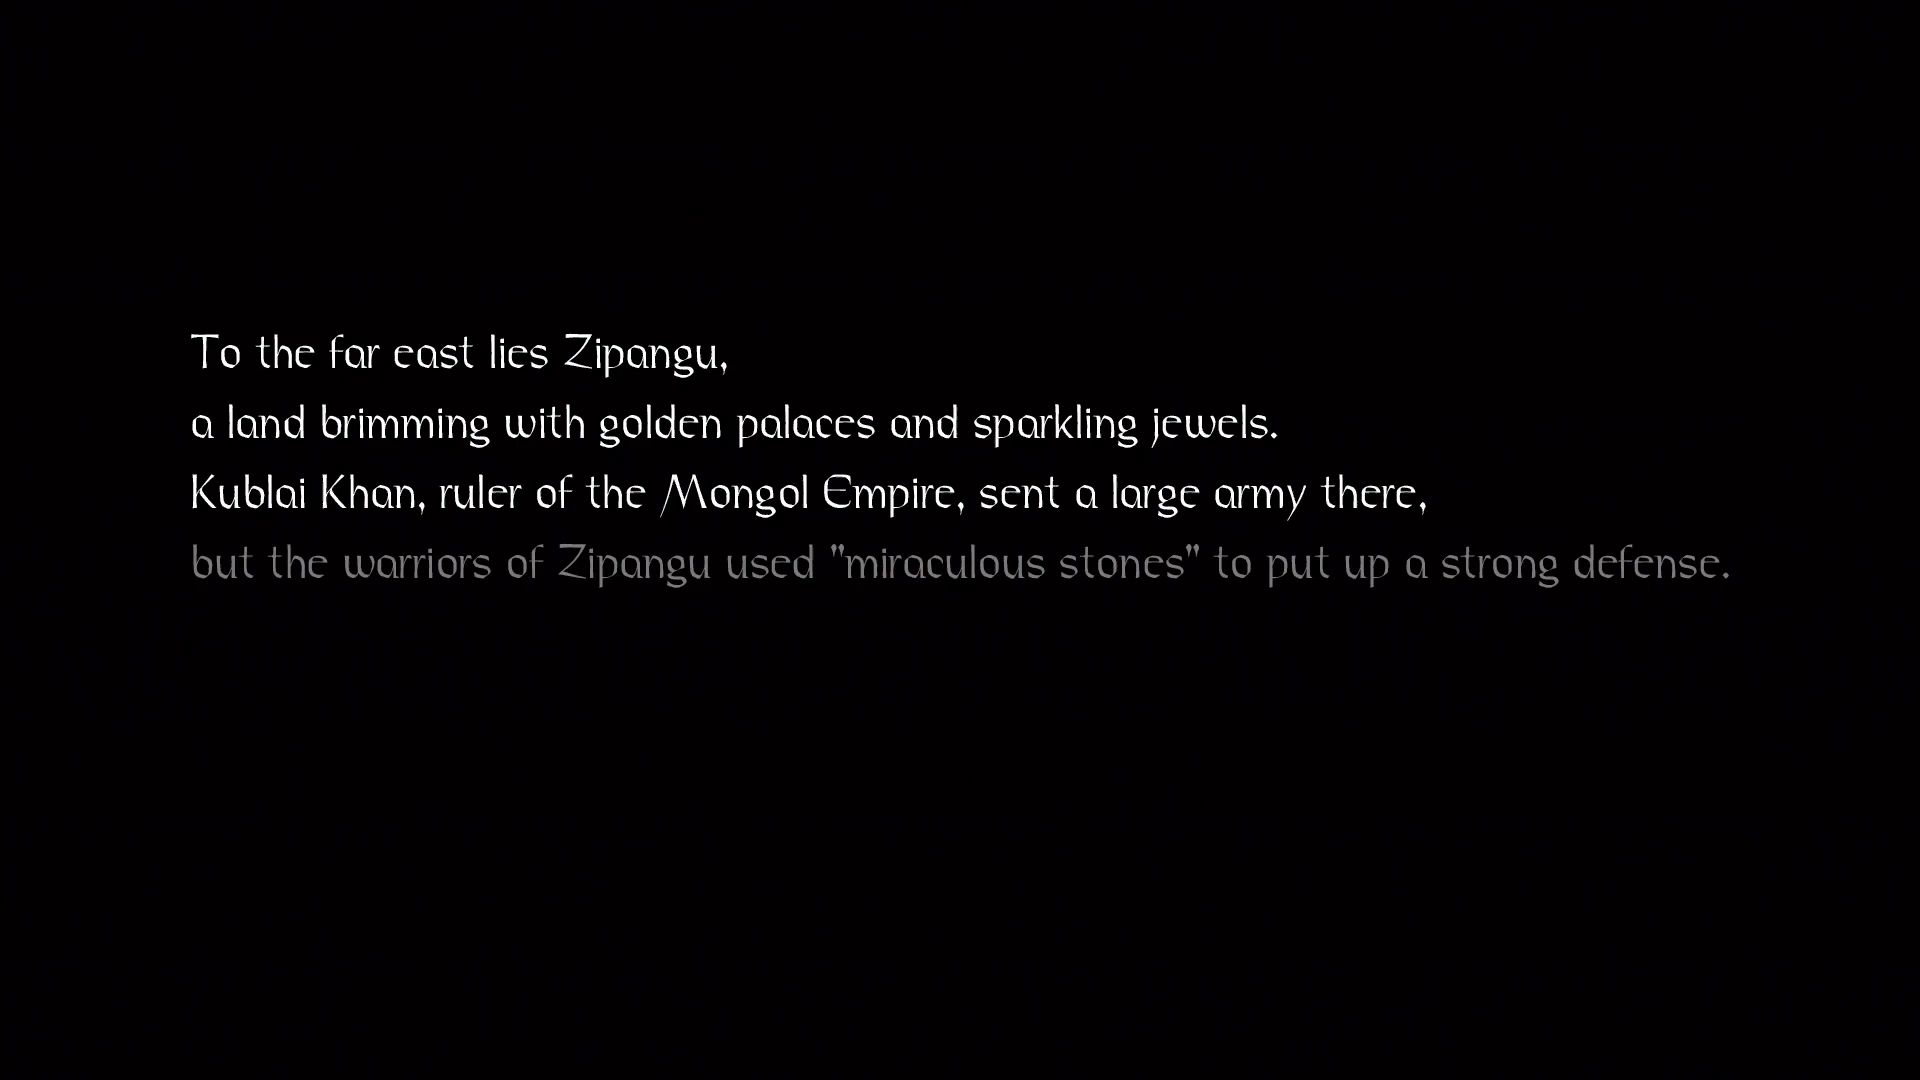 To the far east lies Zipangu,
a land brimming with golden palaces and sparkling jewels.
Kublai Khan, ruler of the Mongol Empire, sent a large army there,
but the warriors of Zipangu used "miraculous stones" to put up a strong defense.